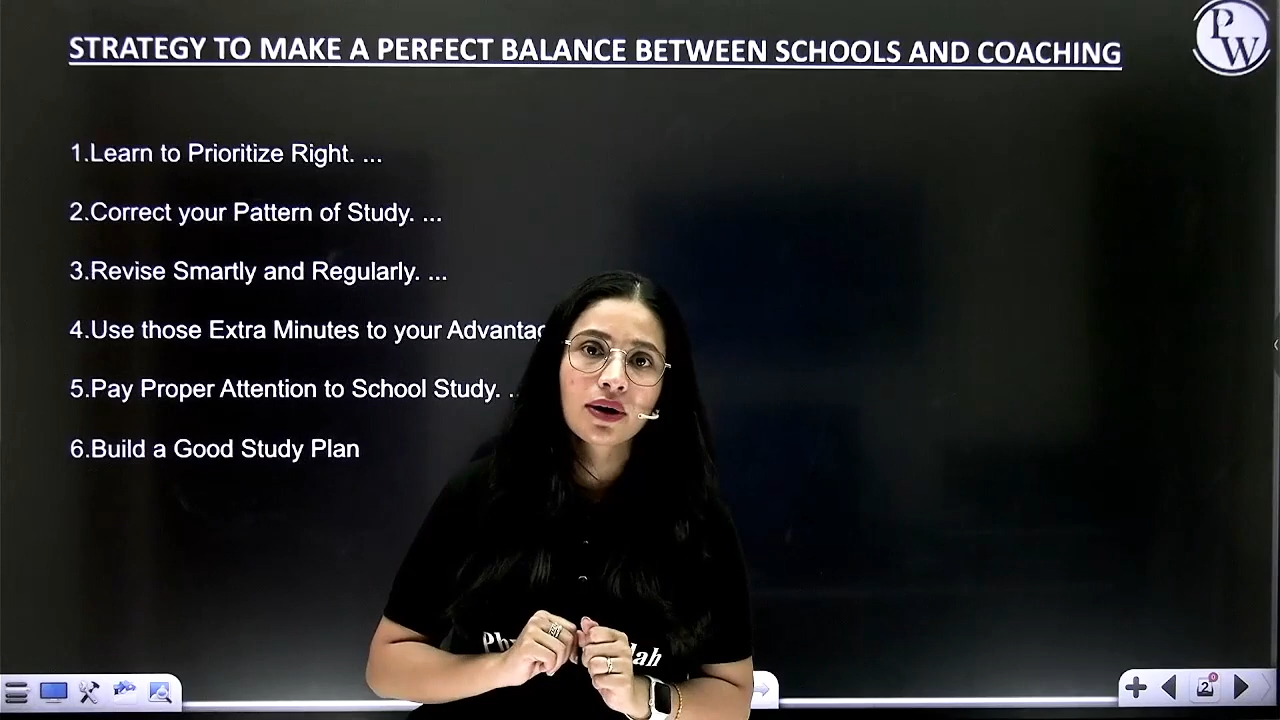 STRATEGY TO MAKE A PERFECT BALANCE BETWEEN SCHOOLS AND COACHING
PW
1.Learn to Prioritize Right. ...
2.Correct your Pattern of Study. ...
3.Revise Smartly and Regularly. ...
4.Use those Extra Minutes to your
5.Pay Proper Attention to School Study. ..
6.Build a Good Study Plan
2